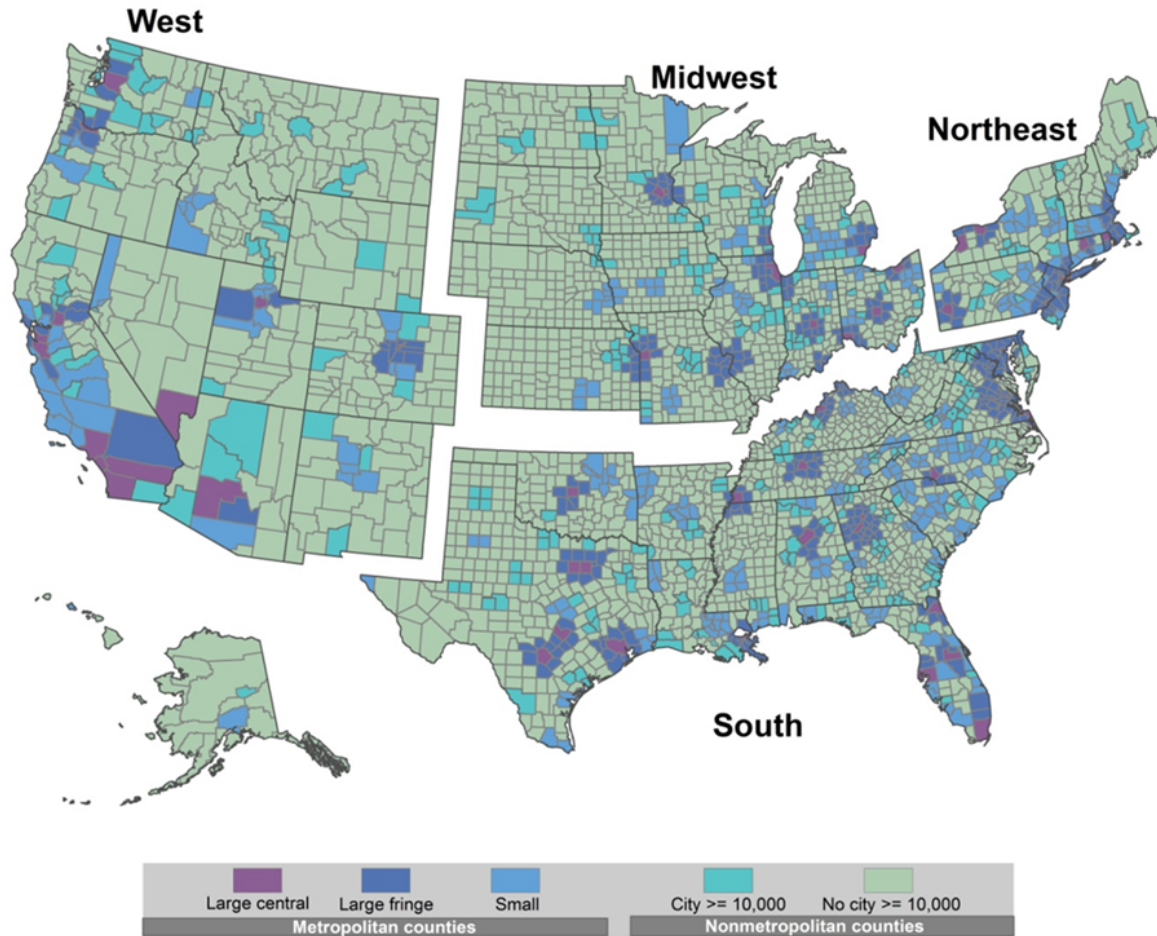 West
Midwest
Northeast
South
Large central
Large fringe
Small
City >= 10,000
No city >= 10,000
Metropolitan counties
Nonmetropolitan counties